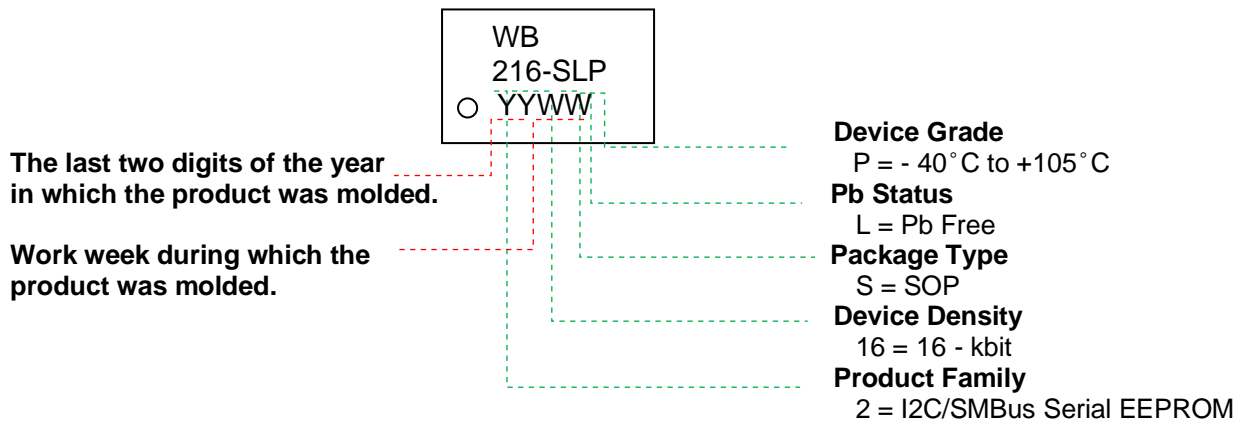 WB
216-SLP
YYWW
The last two digits of the year
in which the product was molded.
Work week during which the
product was molded.
Device Grade
P = - 40˚C to +105˚C
Pb Status
L = Pb Free
Package Type
S = SOP
Device Density
16 = 16 - kbit
Product Family
2 = I2C/SMBus Serial EEPROM